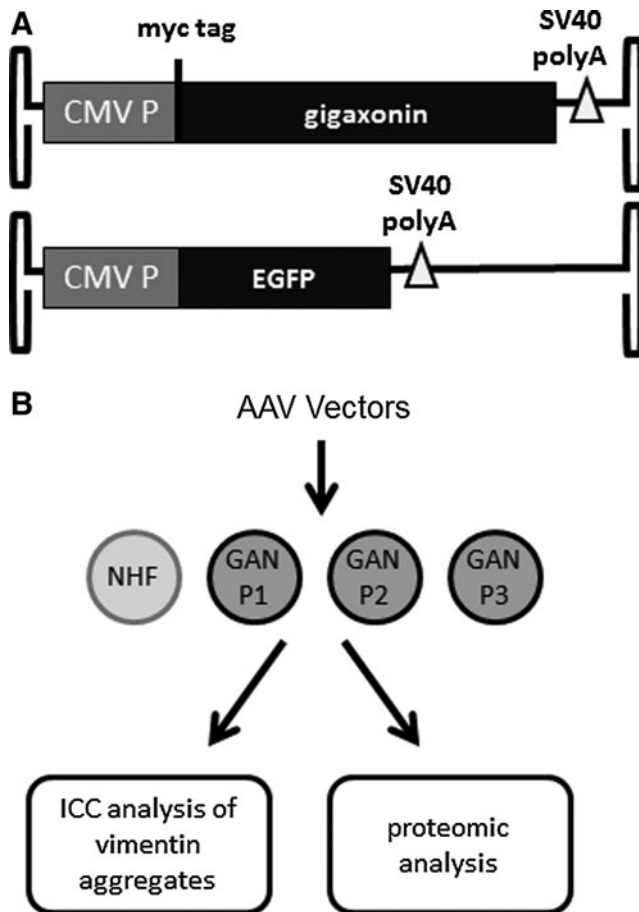 A
myc tag
SV40
polyA
CMV P
gigaxonin
SV40
polyA
CMV P
EGFP
B
AAV Vectors
NHF
GAN
P1
GAN
P2
GAN
P3
ICC analysis of
vimentin
aggregates
proteomic
analysis